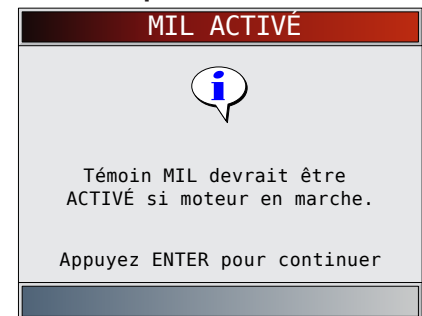 MIL ACTIVÉ
i
Témoin MIL devrait être
ACTIVÉ si moteur en marche.
Appuyez ENTER pour continuer